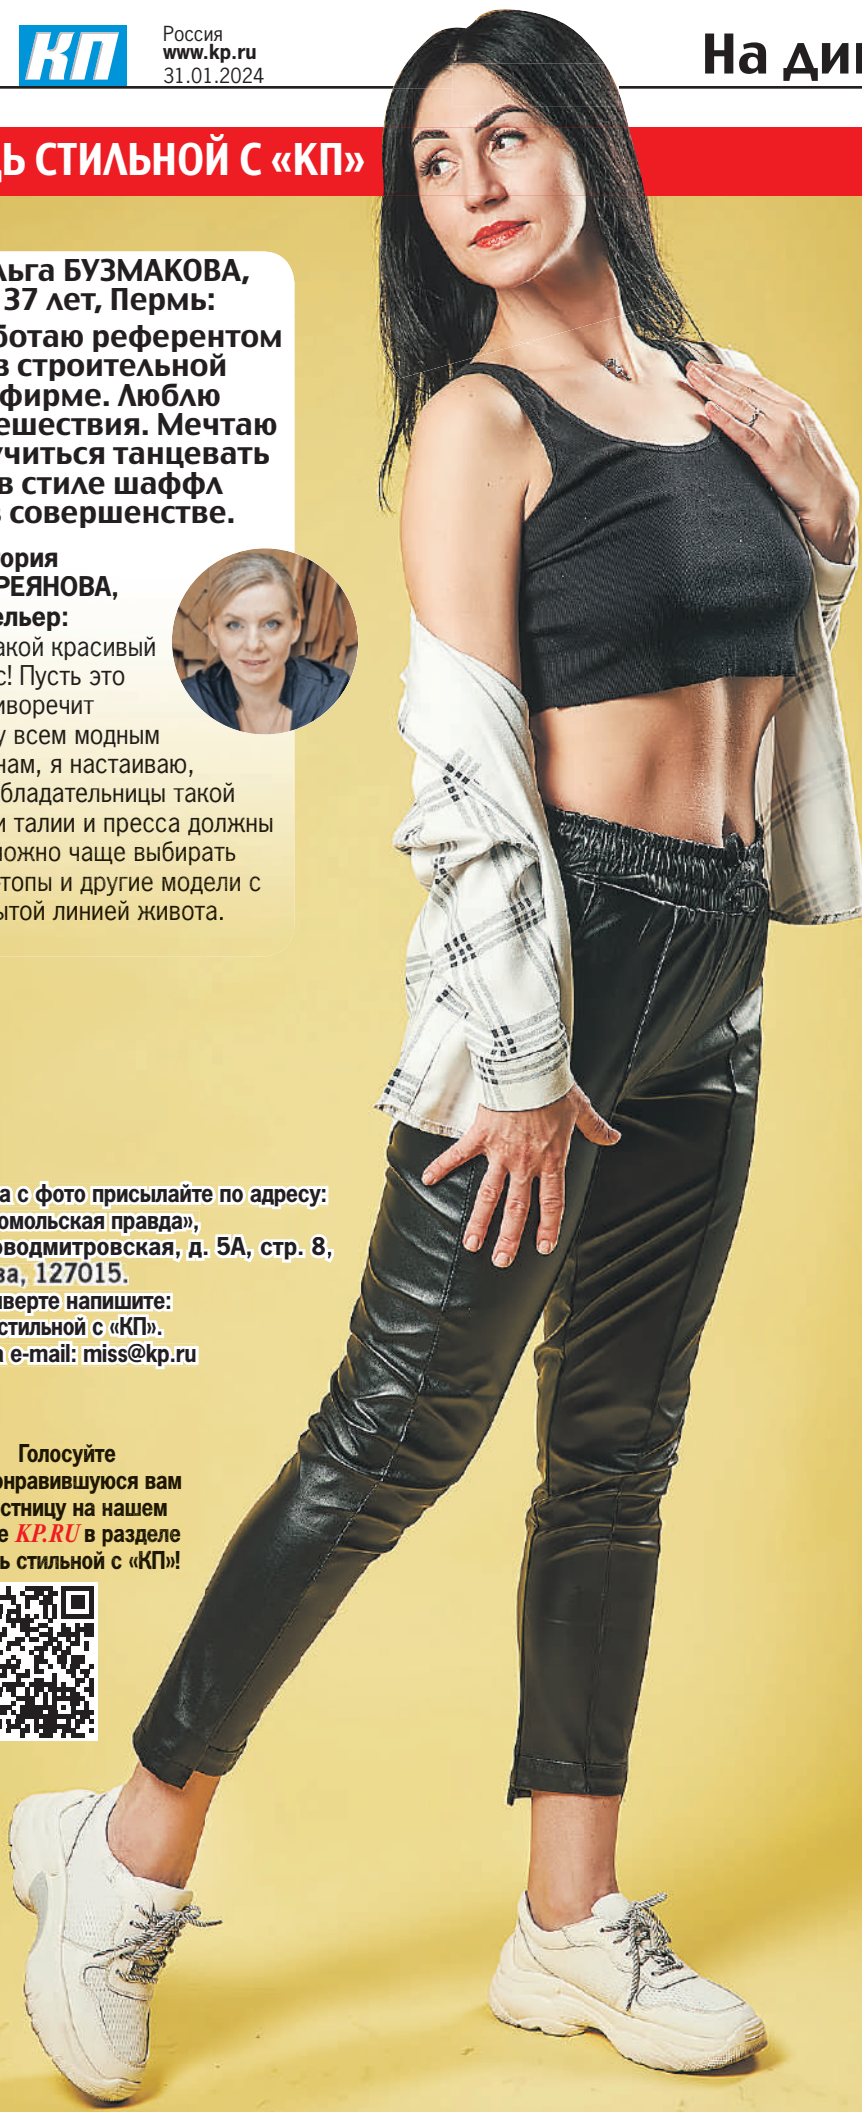 КП
Россия
www.kp.ru
31.01.2024
На ди
Ь СТИЛЬНОЙ С «КП»
льга БУЗМАКОВА,
37 лет, Пермь:
ботаю референтом
в строительной
фирме. Люблю
ешествия. Мечтаю
учиться танцевать
в стиле шаффл
в совершенстве.
ория
РЕЯНОВА,
ельер:
акой красивый
с! Пусть это
иворечит
у всем модным
нам, я настаиваю,
бладательницы такой
и талии и пресса должны
можно чаще выбирать
топы и другие модели с
ытой линией живота.
а с фото присылайте по адресу:
омольская правда»,
оводмитровская, д. 5А, стр. 8,
ва, 127015.
нверте напишите:
стильной с «КП».
а e-mail: miss@kp.ru
Голосуйте
онравившуюся вам
стницу на нашем
е KP.RU в разделе
ь стильной с «КП»!